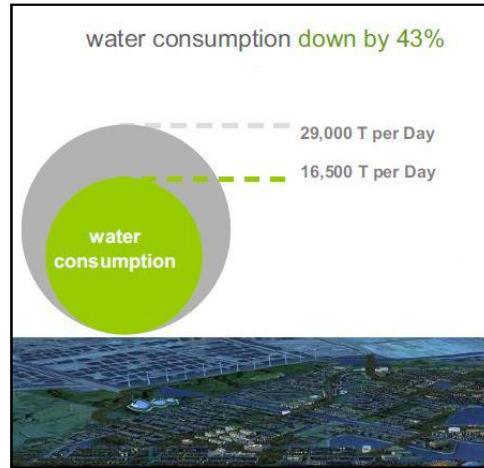 water consumption down by 43%
29,000 T per Day
16,500 T per Day
water
consumption